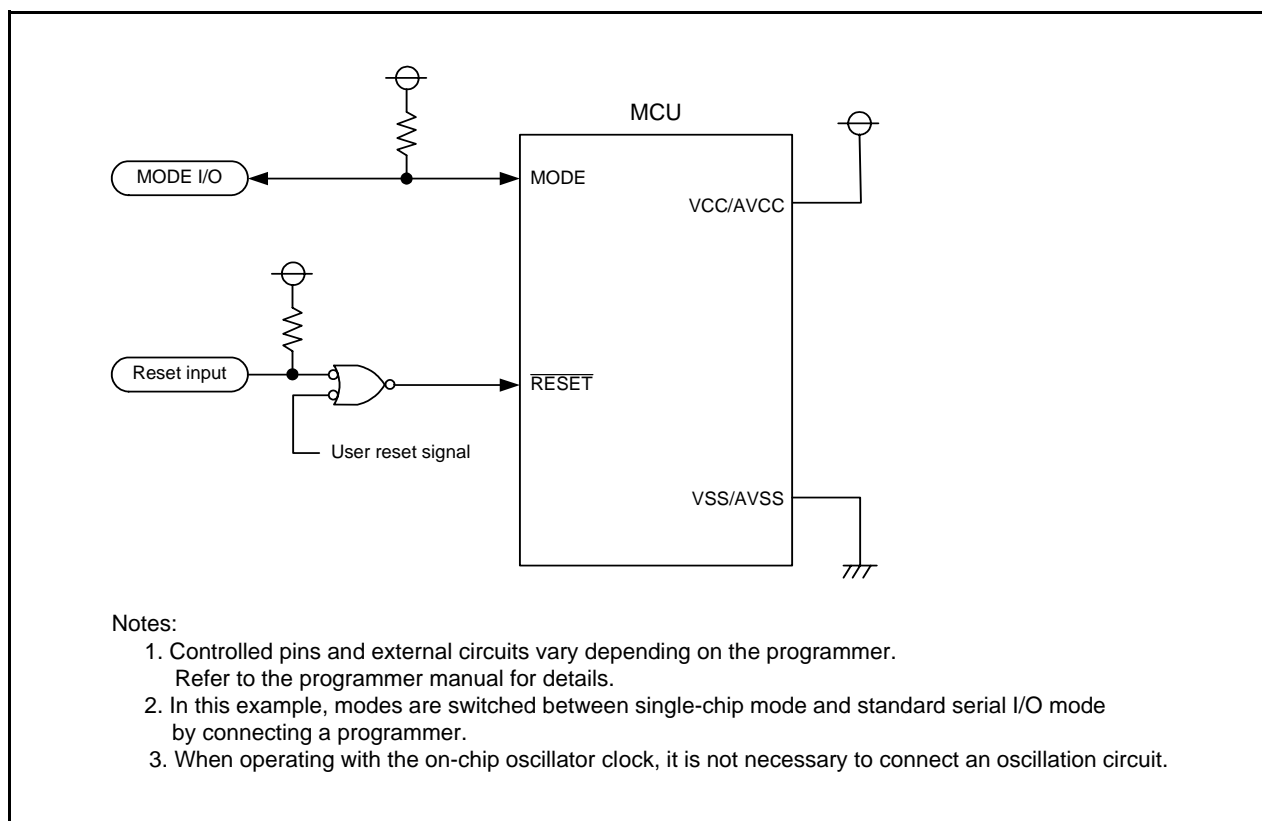 MCU
MODE I/O
MODE
VCC/AVCC
Reset input
RESET
User reset signal
VSS/AVSS
Notes:
1. Controlled pins and external circuits vary depending on the programmer.
Refer to the programmer manual for details.
2. In this example, modes are switched between single-chip mode and standard serial I/O mode
by connecting a programmer.
3. When operating with the on-chip oscillator clock, it is not necessary to connect an oscillation circuit.